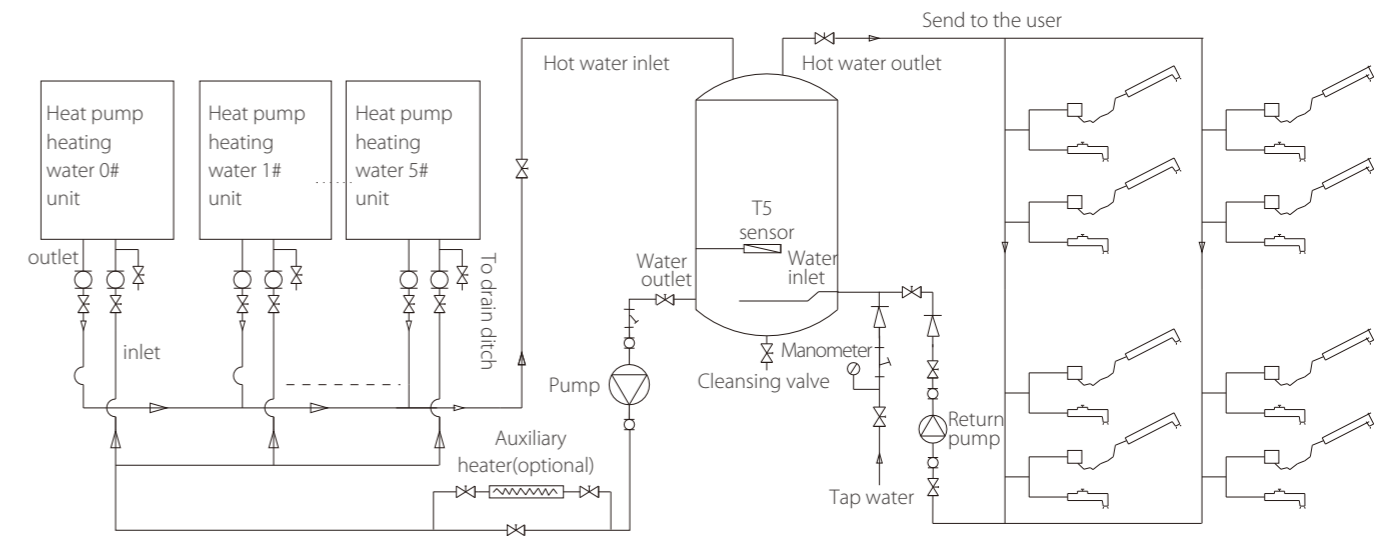 Send to the user
Hot water inlet
Hot water outlet
Heat pump
heating
water 0#
unit
Heat pump
heating
water 1#
unit
Heat pump
heating
water 5#
unit
T5
sensor
outlet
To drain ditch
Water
outlet
Water
inlet
inlet
Manometer
Cleansing valve
Pump
Return
pump
Auxiliary
heater(optional)
Tap water